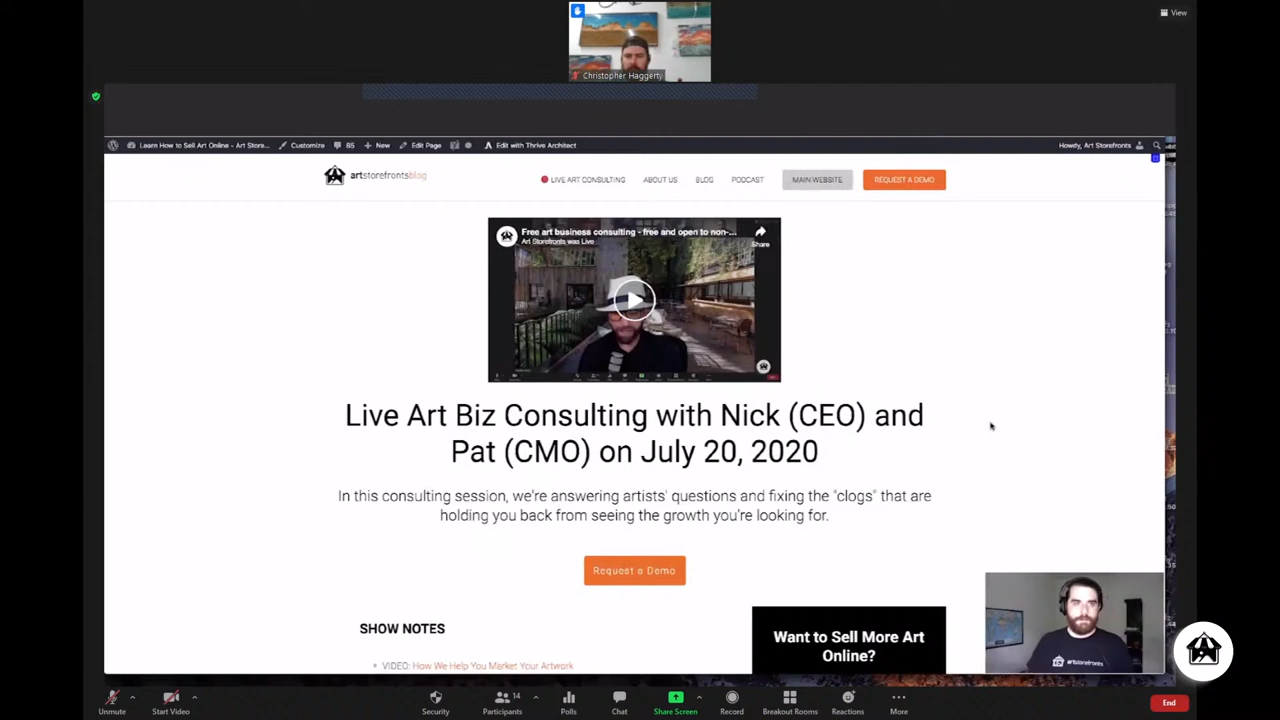 View
Christopher Haggerty
Learn How to Sell Art Online - Art Store...
Customize
85
New
Edit Page
Edit with Thrive Architect
Howdy, Art Storefronts
artstorefrontsblog
LIVE ART CONSULTING
ABOUT US
BLOG
PODCAST
MAIN WEBSITE
REQUEST A DEMO
Free art business consulting - free and open to non-...
Art Storefronts was Live
Share
Live Art Biz Consulting with Nick (CEO) and
Pat (CMO) on July 20, 2020
In this consulting session, we're answering artists' questions and fixing the "clogs" that are
holding you back from seeing the growth you're looking for.
Request a Demo
SHOW NOTES
VIDEO: How We Help You Market Your Artwork
Want to Sell More Art
Online?
artstorefronts
Unmute
Start Video
Security
Participants
14
Polls
Chat
Share Screen
Record
Breakout Rooms
Reactions
More
End